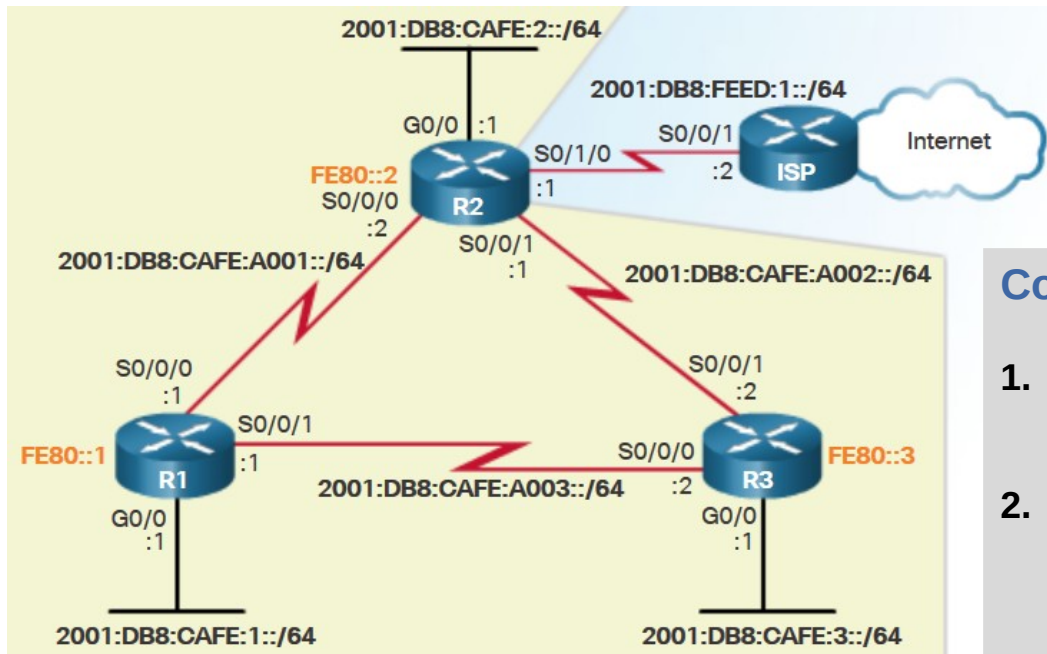 2001:DB8:CAFE:2::/64
2001:DB8:FEED:1::/64
G0/0 :1
S0/0/1
Internet
S0/1/0
FE80::2
:2
ISP
:1
S0/0/0
R2
:2
S0/0/1
:1
2001:DB8:CAFE:A001::/64
2001:DB8:CAFE:A002::/64
Co
S0/0/0
:1
S0/0/1
:2
1.
S0/0/1
:1
FE80::1
R1
S0/0/0
:2
FE80::3
R3
2001:DB8:CAFE:A003::/64
2.
G0/0
:1
G0/0
:1
2001:DB8:CAFE:1::/64
2001:DB8:CAFE:3::/64